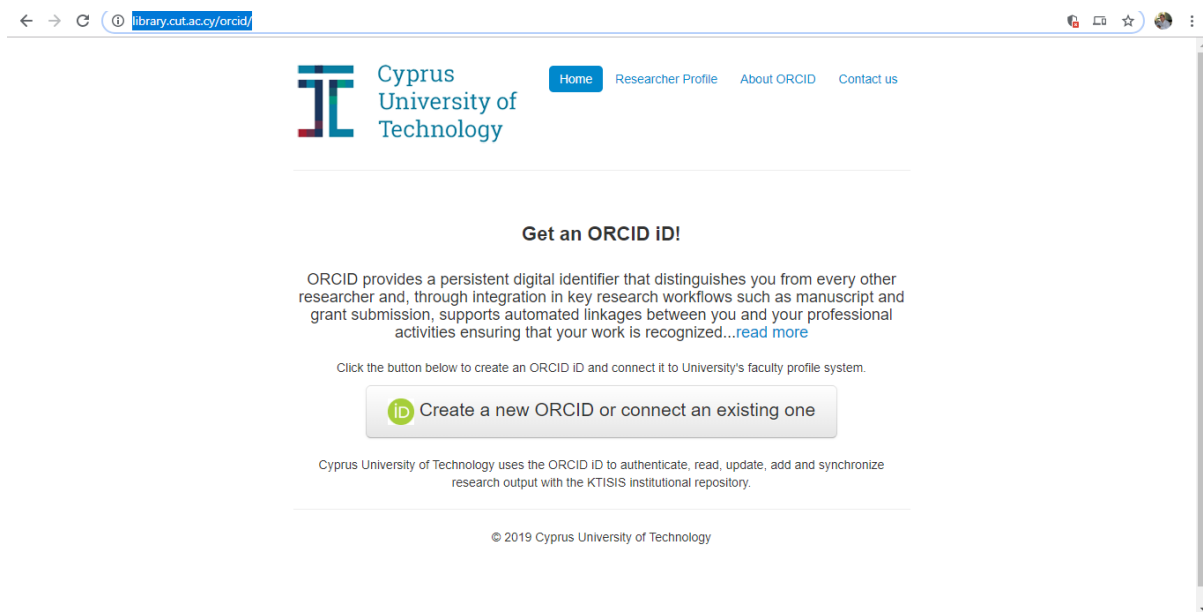 library.cut.ac.cy/orcid/
Cyprus
University of
Technology
Home Researcher Profile About ORCID Contact us
Get an ORCID iD!
ORCID provides a persistent digital identifier that distinguishes you from every other
researcher and, through integration in key research workflows such as manuscript and
grant submission, supports automated linkages between you and your professional
activities ensuring that your work is recognized...read more
Click the button below to create an ORCID iD and connect it to University's faculty profile system.
iD Create a new ORCID or connect an existing one
Cyprus University of Technology uses the ORCID iD to authenticate, read, update, add and synchronize
research output with the KTISIS institutional repository.
© 2019 Cyprus University of Technology